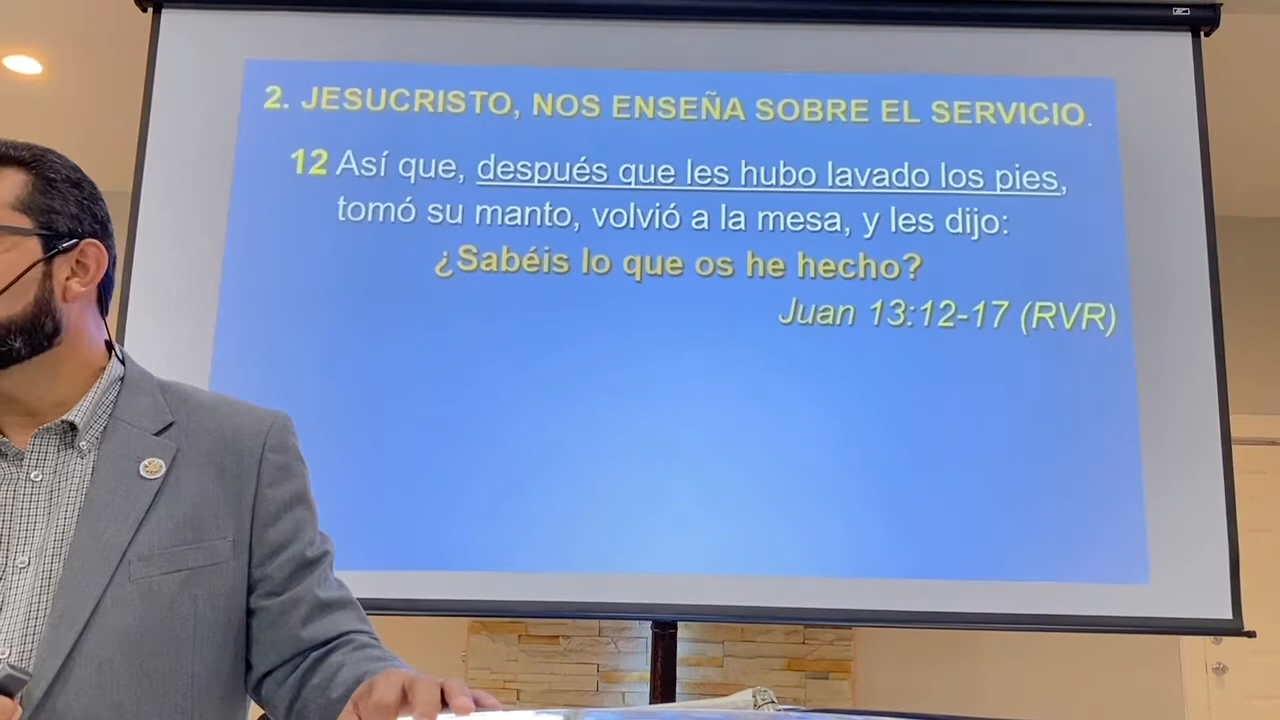 2. JESUCRISTO, NOS ENSEÑA SOBRE EL SERVICIO.
12 Así que, después que les hubo lavado los pies,
tomó su manto, volvió a la mesa, y les dijo:
¿Sabéis lo que os he hecho?
Juan 13:12-17 (RVR)